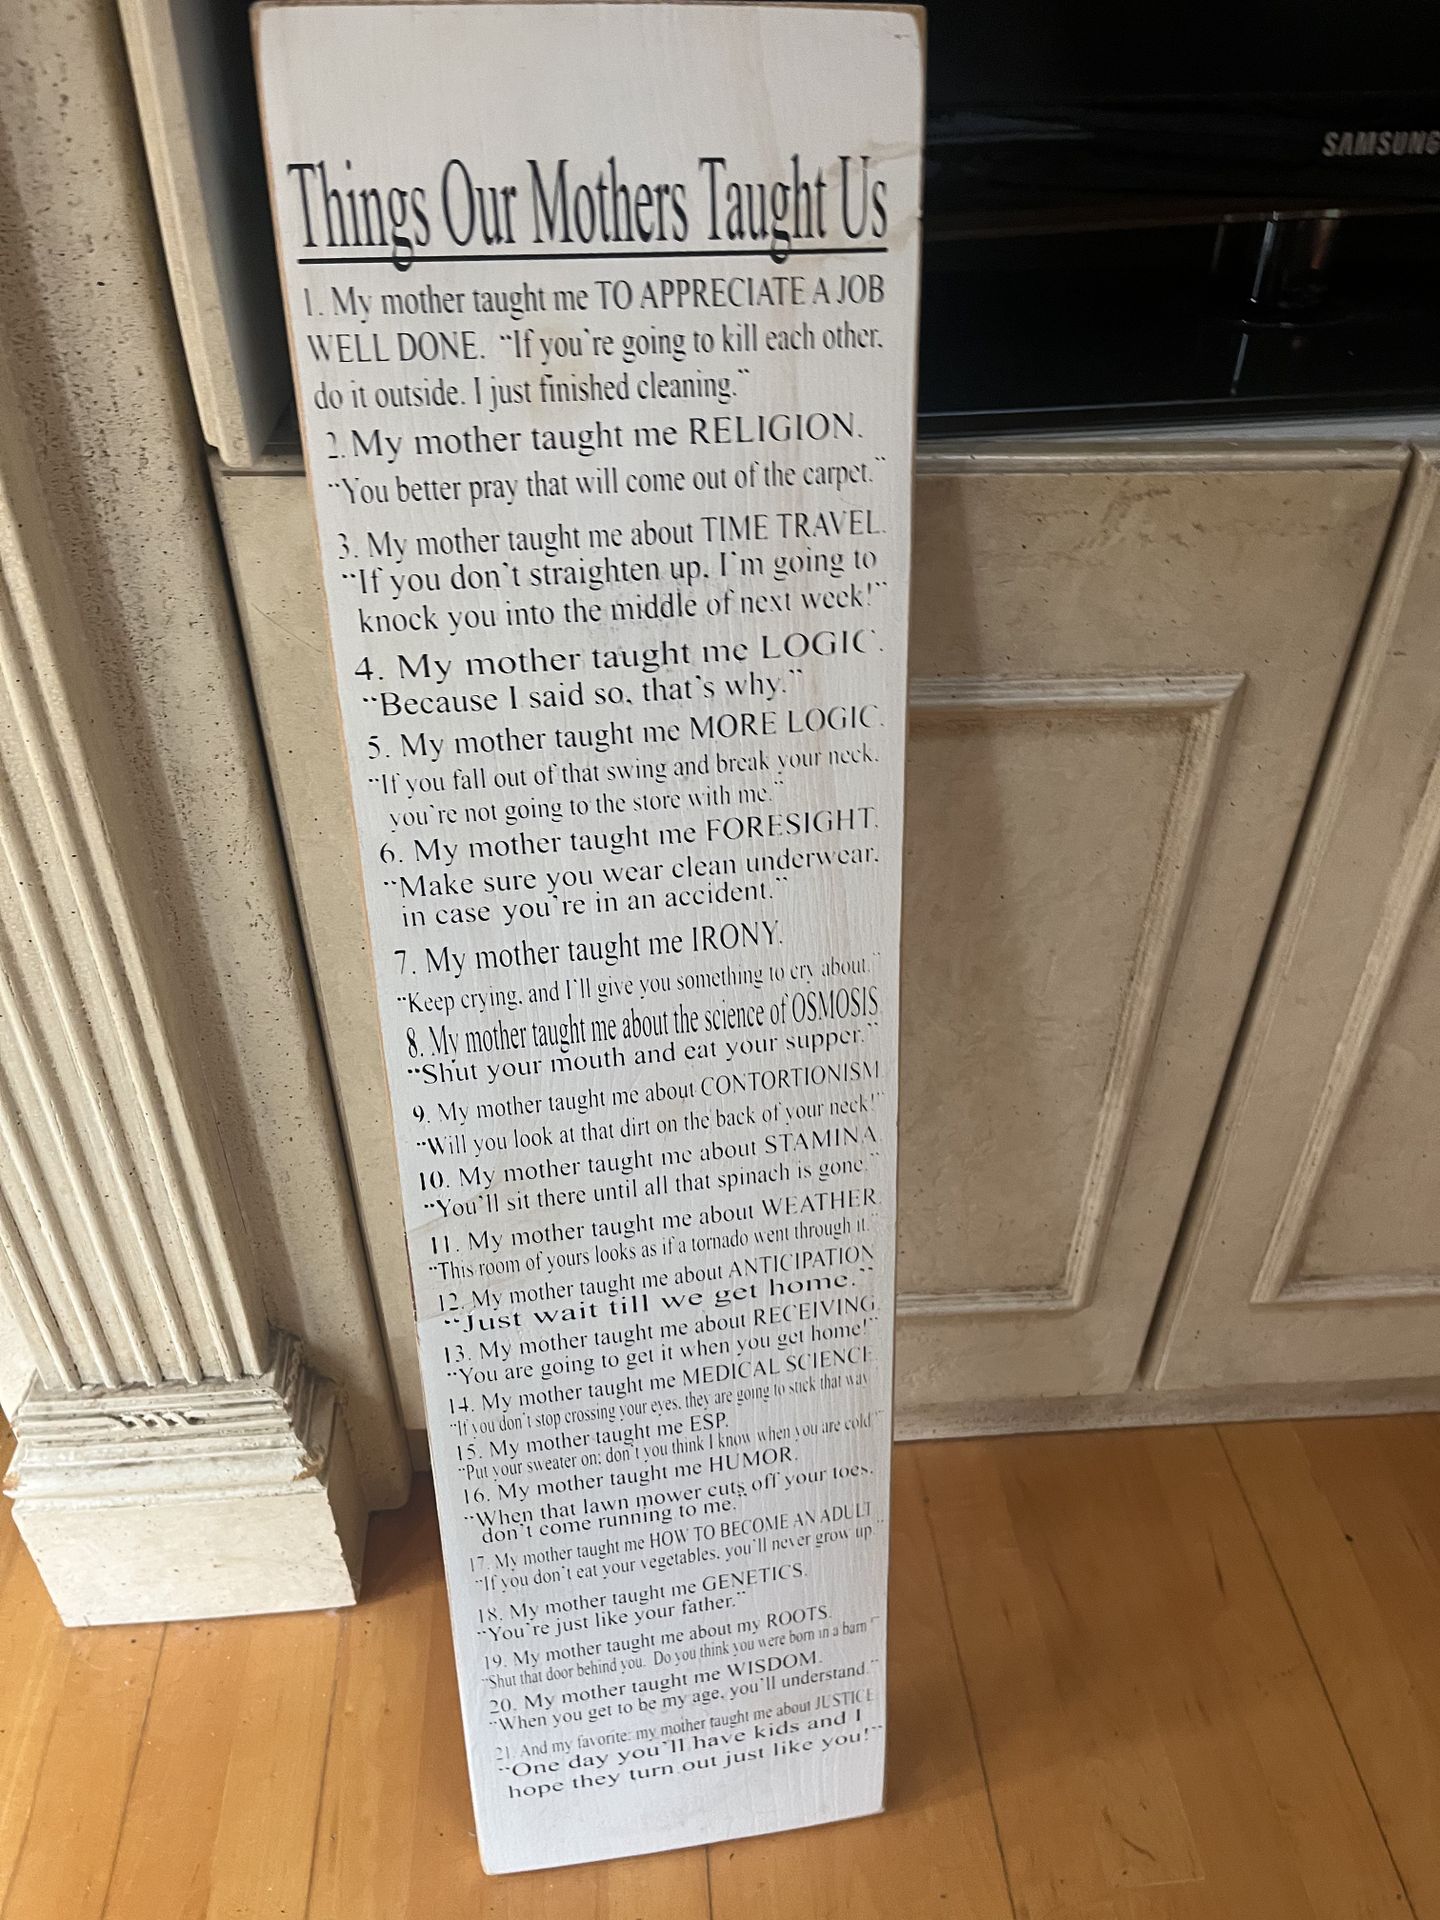 SAMSUNG
Things Our Mothers Taught Us
1. My mother taught me TO APPRECIATE A JOB
WELL DONE. "If you're going to kill each other,
do it outside. I just finished cleaning."
2. My mother taught me RELIGION.
"You better pray that will come out of the carpet."
3. My mother taught me about TIME TRAVEL.
"If you don't straighten up, I'm going to
knock you into the middle of next week!"
4. My mother taught me LOGIC.
"Because I said so, that's why."
5. My mother taught me MORE LOGIC.
"If you fall out of that swing and break your neck,
you're not going to the store with me."
6. My mother taught me FORESIGHT.
"Make sure you wear clean underwear,
in case you're in an accident."
7. My mother taught me IRONY.
"Keep crying, and I'll give you something to cry about."
8. My mother taught me about the science of OSMOSIS.
"Shut your mouth and eat your supper."
9. My mother taught me about CONTORTIONISM.
"Will you look at that dirt on the back of your neck!"
10. My mother taught me about STAMINA.
"You'll sit there until all that spinach is gone."
11. My mother taught me about WEATHER.
"This room of yours looks as if a tornado went through it."
12. My mother taught me about ANTICIPATION.
"Just wait till we get home."
13. My mother taught me about RECEIVING.
"You are going to get it when you get home!"
14. My mother taught me MEDICAL SCIENCE.
"If you don't stop crossing your eyes, they are going to stick that way."
15. My mother taught me ESP.
"Put your sweater on; don't you think I know when you are cold?"
16. My mother taught me HUMOR.
"When that lawn mower cuts off your toes,
don't come running to me."
17. My mother taught me HOW TO BECOME AN ADULT.
"If you don't eat your vegetables, you'll never grow up."
18. My mother taught me GENETICS.
"You're just like your father."
19. My mother taught me about my ROOTS.
"Shut that door behind you. Do you think you were born in a barn?"
20. My mother taught me WISDOM.
"When you get to be my age, you'll understand."
21. And my favorite: my mother taught me about JUSTICE.
"One day you'll have kids and I
hope they turn out just like you!"